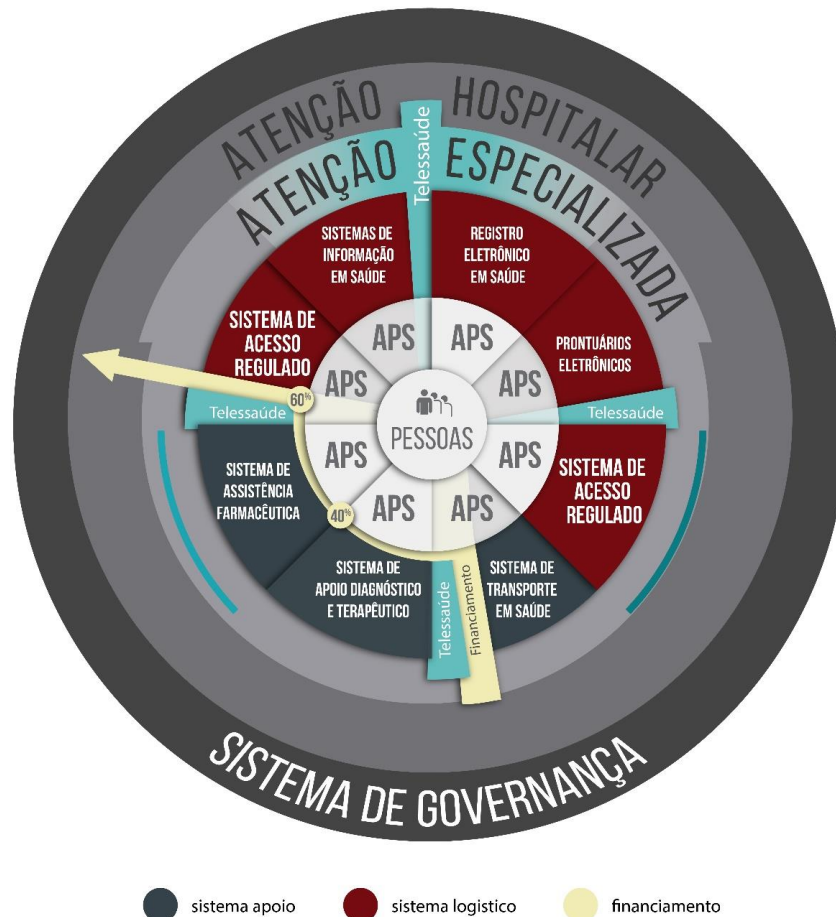 ATENÇÃO HOSPITALAR
ATENÇÃO ESPECIALIZADA
Telessaúde
SISTEMAS DE
INFORMAÇÃO
EM SAÚDE
REGISTRO
ELETRÔNICO
EM SAÚDE
SISTEMA DE
ACESSO
REGULADO
PRONTUÁRIOS
ELETRÔNICOS
APS
APS
APS
APS
60%
Telessaúde
PESSOAS
Telessaúde
APS
APS
SISTEMA DE
ASSISTÊNCIA
FARMACÊUTICA
SISTEMA DE
ACESSO
REGULADO
40%
APS
APS
SISTEMA DE
APOIO DIAGNÓSTICO
E TERAPÊUTICO
Telessaúde
Financiamento
SISTEMA DE
TRANSPORTE
EM SAÚDE
SISTEMA DE GOVERNANÇA
sistema apoio
sistema logistico
financiamento